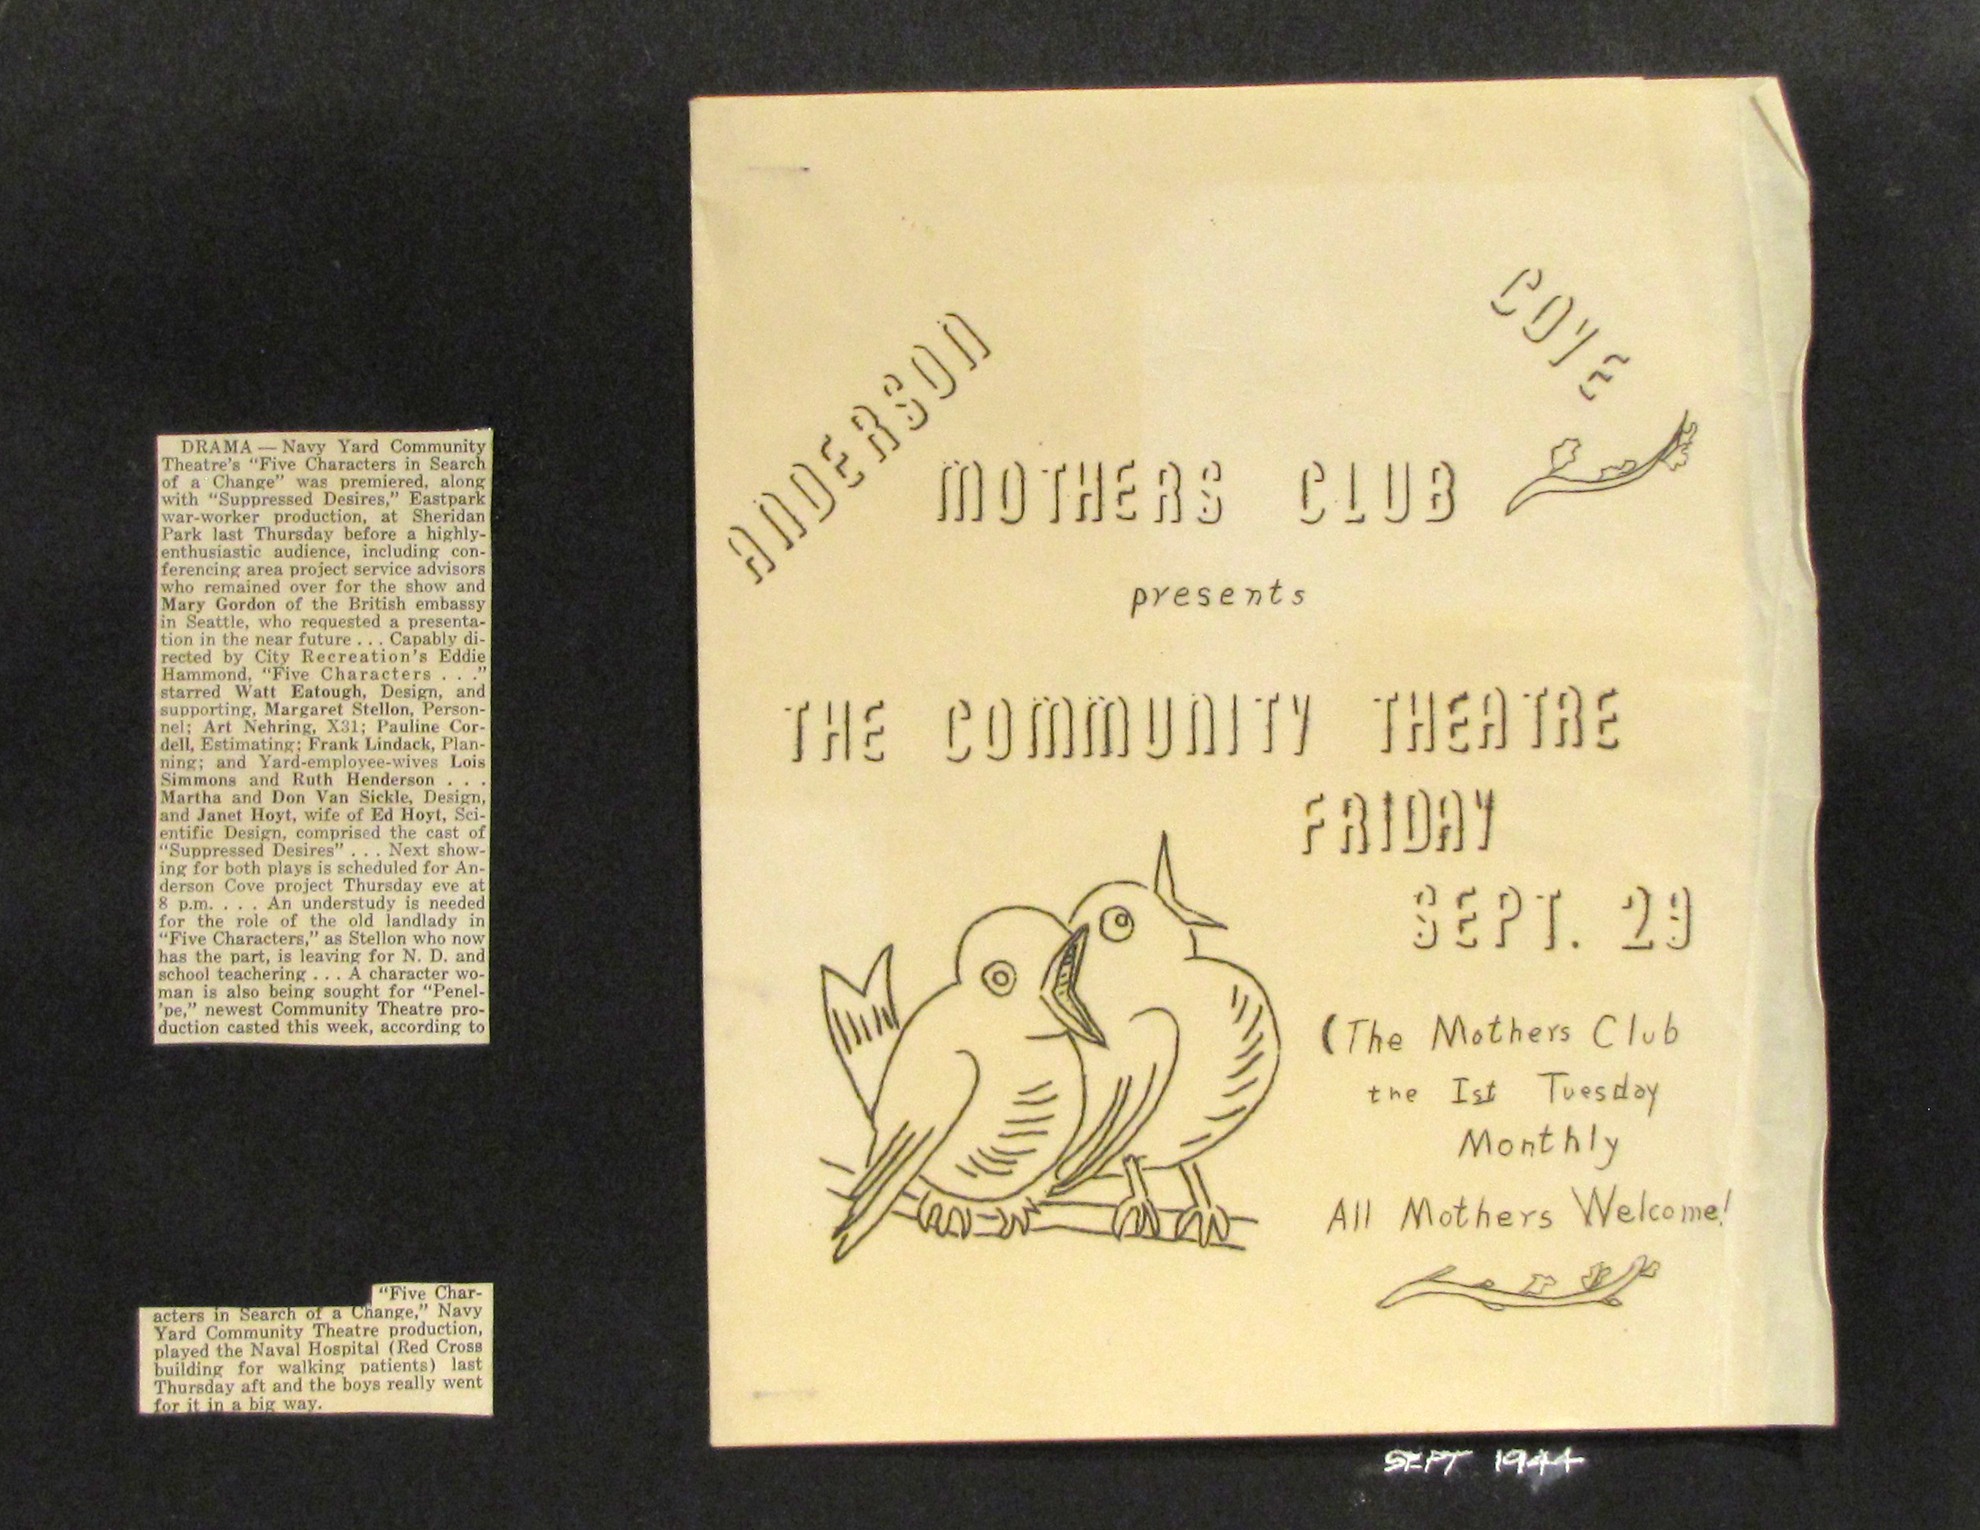 DRAMA — Navy Yard Community
Theatre's "Five Characters in Search
of a Change" was premiered, along
with "Suppressed Desires," Eastpark
war-worker production, at Sheridan
Park last Thursday before a highly-
enthusiastic audience, including con-
ferencing area project service advisors
who remained over for the show and
Mary Gordon of the British embassy
in Seattle, who requested a presenta-
tion in the near future . . . Capably di-
rected by City Recreation's Eddie
Hammond, "Five Characters . . ."
starred Watt Eatough, Design, and
supporting, Margaret Stellon, Person-
nel; Art Nehring, X31; Pauline Cor-
dell, Estimating; Frank Lindack, Plan-
ning; and Yard-employee-wives Lois
Simmons and Ruth Henderson . . .
Martha and Don Van Sickle, Design,
and Janet Hoyt, wife of Ed Hoyt, Sci-
entific Design, comprised the cast of
"Suppressed Desires" . . . Next show-
ing for both plays is scheduled for An-
derson Cove project Thursday eve at
8 p.m. . . . An understudy is needed
for the role of the old landlady in
"Five Characters," as Stellon who now
has the part, is leaving for N. D. and
school teachering . . . A character wo-
man is also being sought for "Penel-
'pe," newest Community Theatre pro-
duction casted this week, according to
"Five Char-
acters in Search of a Change," Navy
Yard Community Theatre production,
played the Naval Hospital (Red Cross
building for walking patients) last
Thursday aft and the boys really went
for it in a big way.
ANDERSON COVE
MOTHERS CLUB
presents
THE COMMUNITY THEATRE
FRIDAY
SEPT. 29
(The Mothers Club
the Ist Tuesday
Monthly
All Mothers Welcome!
SEPT 1944